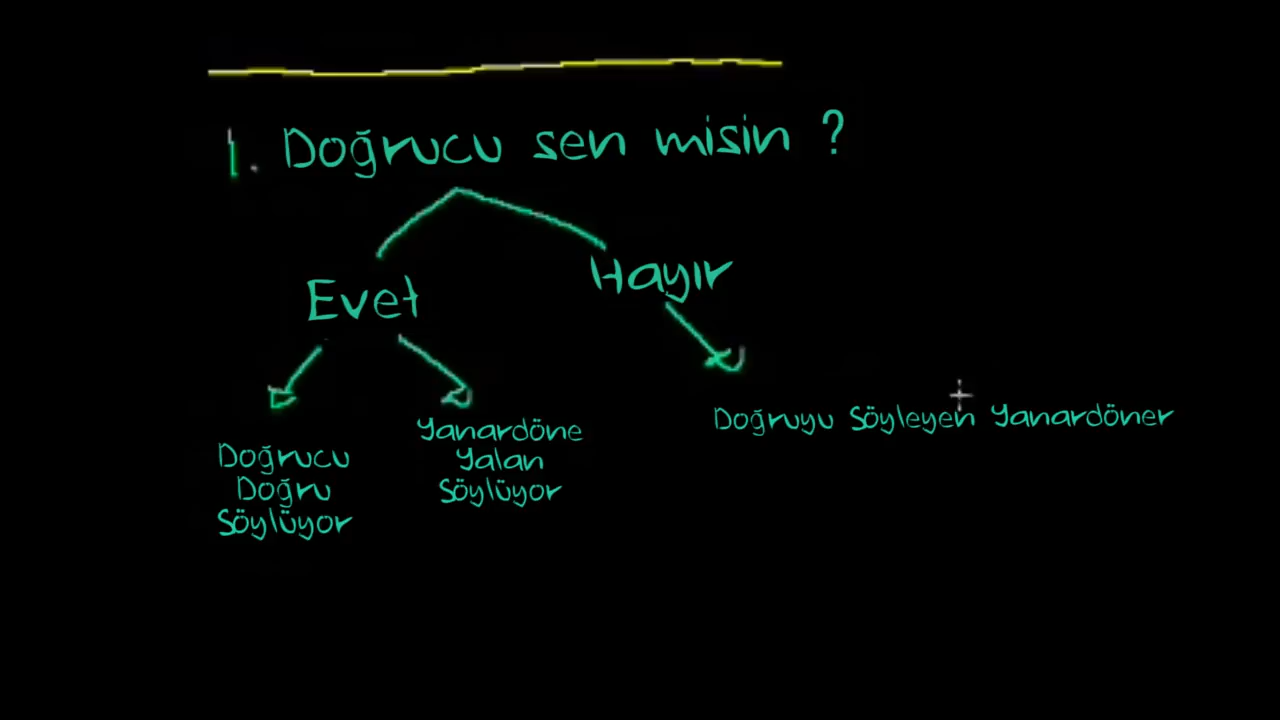 1. Doğrucu sen misin ?
Evet
Hayır
Doğrucu
Doğru
Söylüyor
Yanardöne
Yalan
Söylüyor
Doğruyu Söyleyen Yanardöner